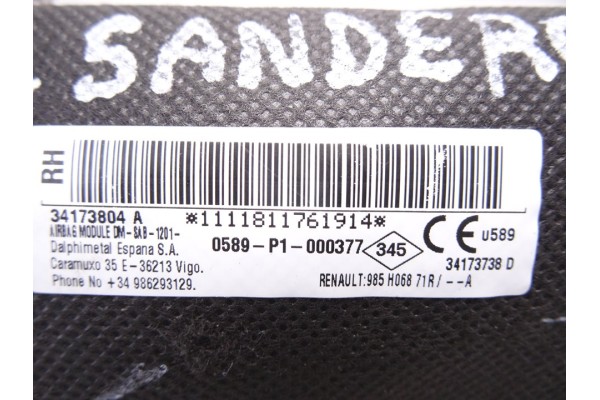 SANDER
RH
34173804 A *1111811761914*
AIRBAG MODULE DM-SAB-1201-
Dalphimetal Espana S.A. 0589-P1-000377 345 CE U589
Caramuxo 35 E-36213 Vigo. 34173738 D
Phone No +34 986293129. RENAULT:985 H068 71R/--A